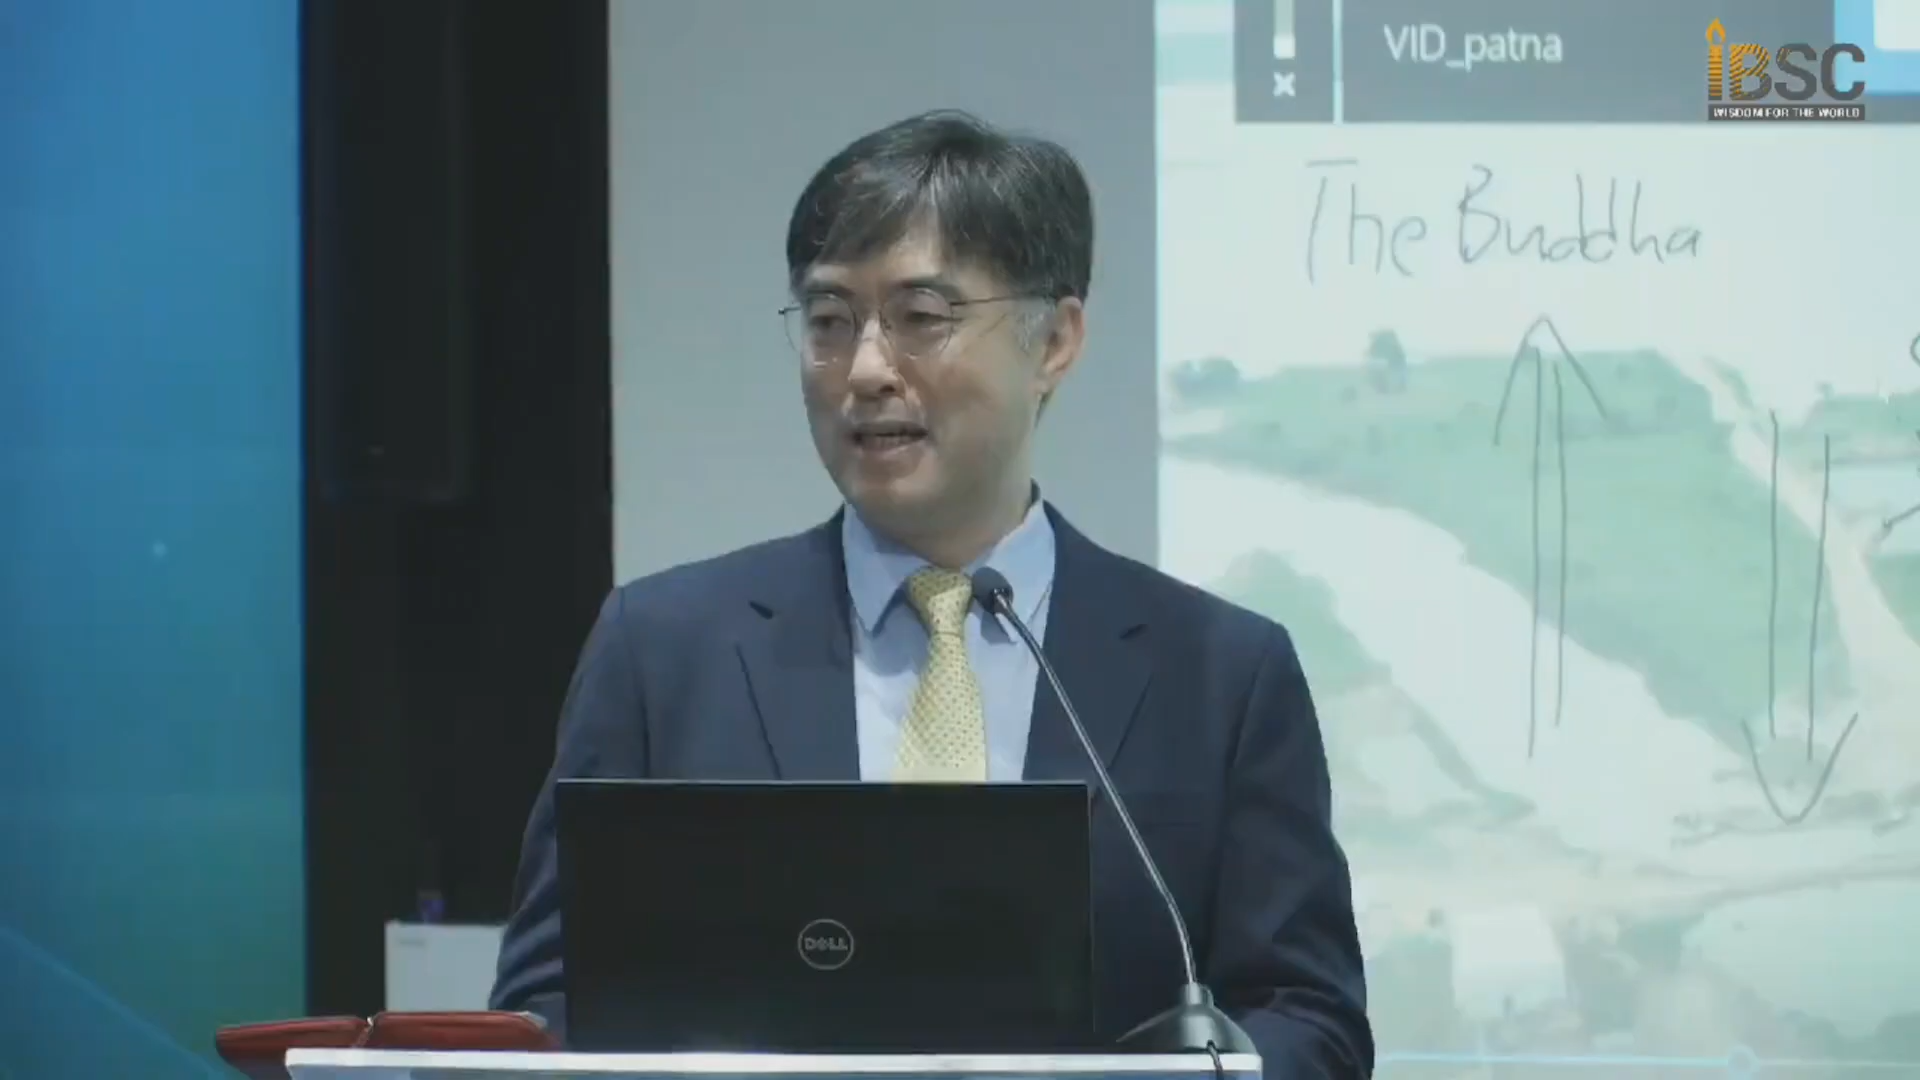 VID_patna
IBSC
WISDOM FOR THE WORLD
The Buddha
DELL